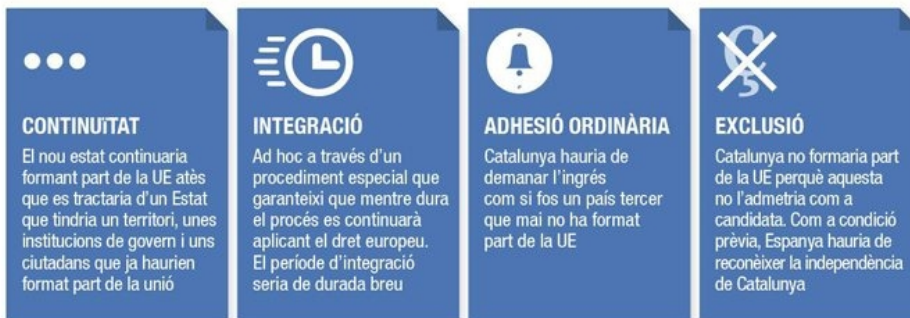 CONTINUïTAT
El nou estat continuaria
formant part de la UE atès
que es tractaria d'un Estat
que tindria un territori, unes
institucions de govern i uns
ciutadans que ja haurien
format part de la unió
INTEGRACIÓ
Ad hoc a través d'un
procediment especial que
garanteixi que mentre dura
el procés es continuarà
aplicant el dret europeu.
El període d'integració
seria de durada breu
ADHESIÓ ORDINÀRIA
Catalunya hauria de
demanar l'ingrés
com si fos un país tercer
que mai no ha format
part de la UE
EXCLUSIÓ
Catalunya no formaria part
de la UE perquè aquesta
no l'admetria com a
candidata. Com a condició
prèvia, Espanya hauria de
reconèixer la independència
de Catalunya